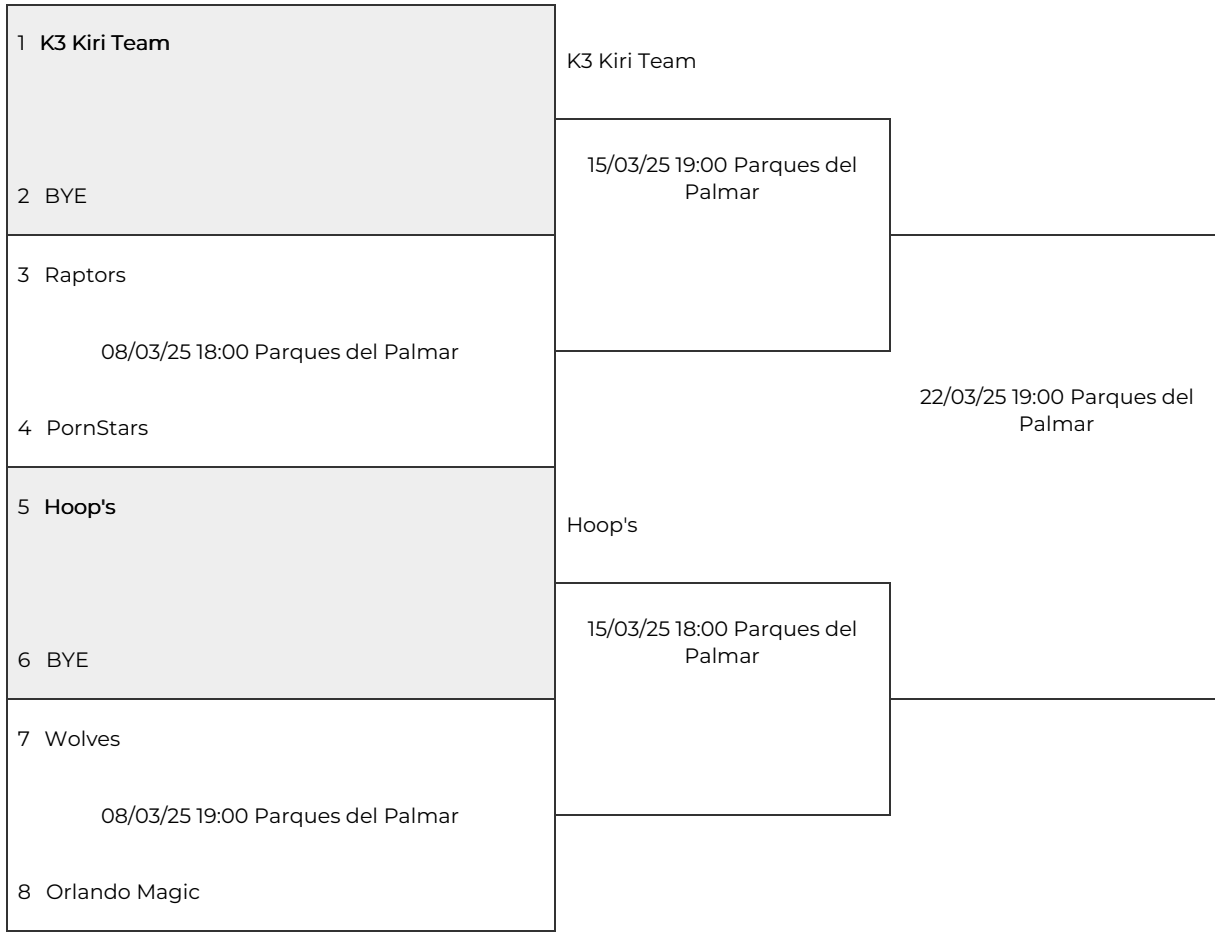 1 K3 Kiri Team
2 BYE
3 Raptors
08/03/25 18:00 Parques del Palmar
4 PornStars
5 Hoop's
6 BYE
7 Wolves
08/03/25 19:00 Parques del Palmar
8 Orlando Magic
K3 Kiri Team
15/03/25 19:00 Parques del
Palmar
Hoop's
15/03/25 18:00 Parques del
Palmar
22/03/25 19:00 Parques del
Palmar